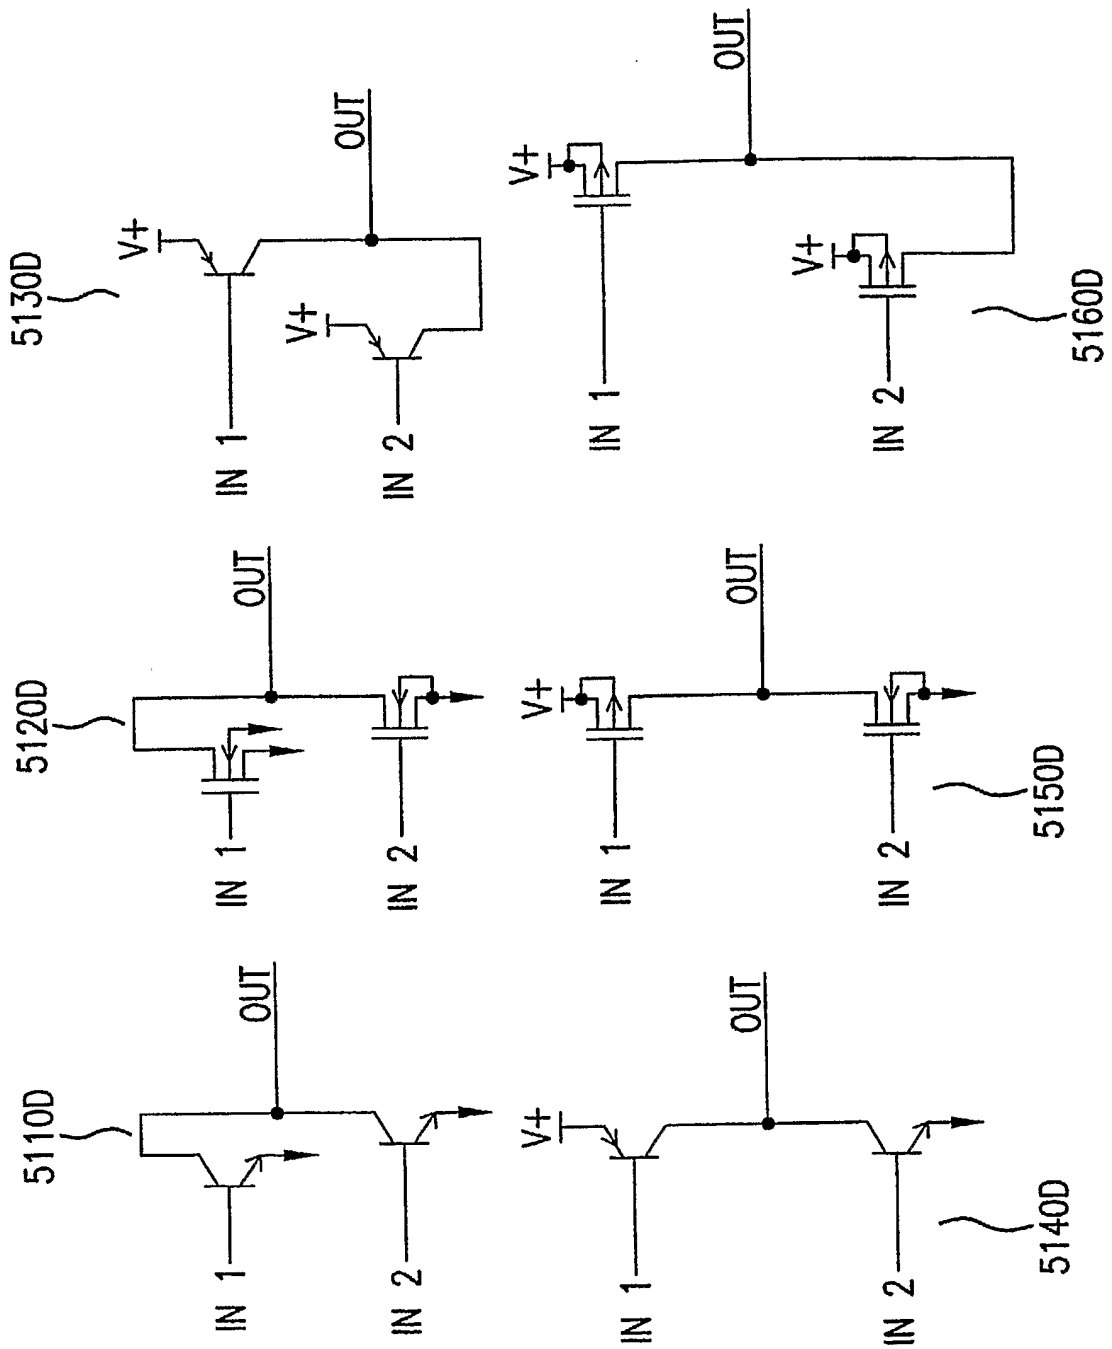 5110D
IN 1
IN 2
OUT
5120D
IN 1
IN 2
OUT
5130D
V+
V+
IN 1
IN 2
OUT
V+
IN 1
IN 2
OUT
5140D
V+
IN 1
IN 2
OUT
5150D
V+
V+
IN 1
IN 2
OUT
5160D